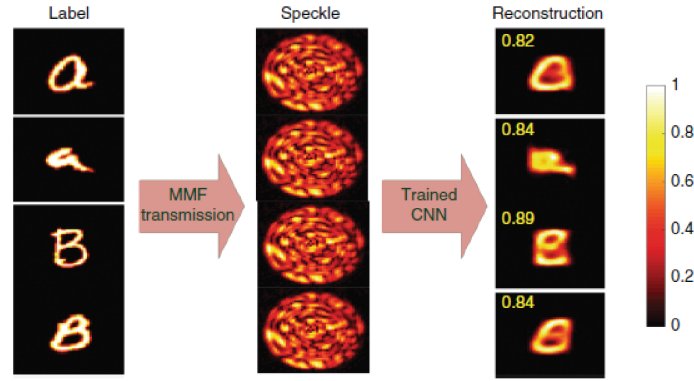 Label
Speckle
Reconstruction
a
a
B
B
MMF
transmission
Trained
CNN
0.82
0.84
0.89
0.84
1
0.8
0.6
0.4
0.2
0